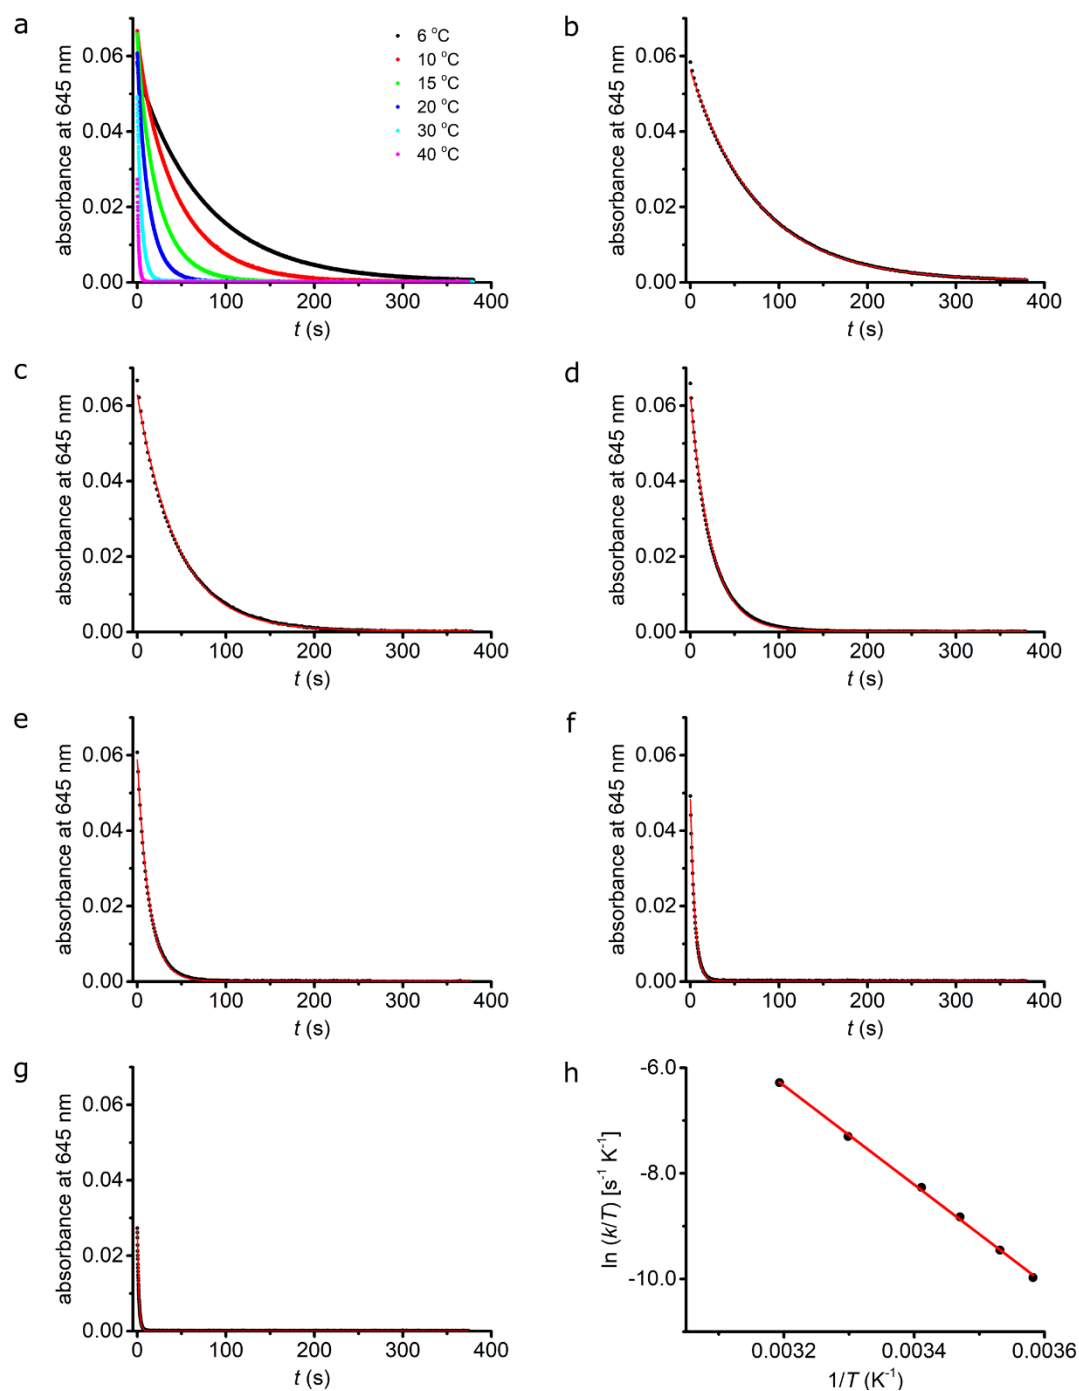 a
absorbance at 645 nm
0.06
0.04
0.02
0.00
0 100 200 300 400
t (s)
6 °C
10 °C
15 °C
20 °C
30 °C
40 °C
b
absorbance at 645 nm
0.06
0.04
0.02
0.00
0 100 200 300 400
t (s)
c
absorbance at 645 nm
0.06
0.04
0.02
0.00
0 100 200 300 400
t (s)
d
absorbance at 645 nm
0.06
0.04
0.02
0.00
0 100 200 300 400
t (s)
e
absorbance at 645 nm
0.06
0.04
0.02
0.00
0 100 200 300 400
t (s)
f
absorbance at 645 nm
0.06
0.04
0.02
0.00
0 100 200 300 400
t (s)
g
absorbance at 645 nm
0.06
0.04
0.02
0.00
0 100 200 300 400
t (s)
h
ln (k/T) [s⁻¹ K⁻¹]
-6.0
-8.0
-10.0
0.0032 0.0034 0.0036
1/T (K⁻¹)